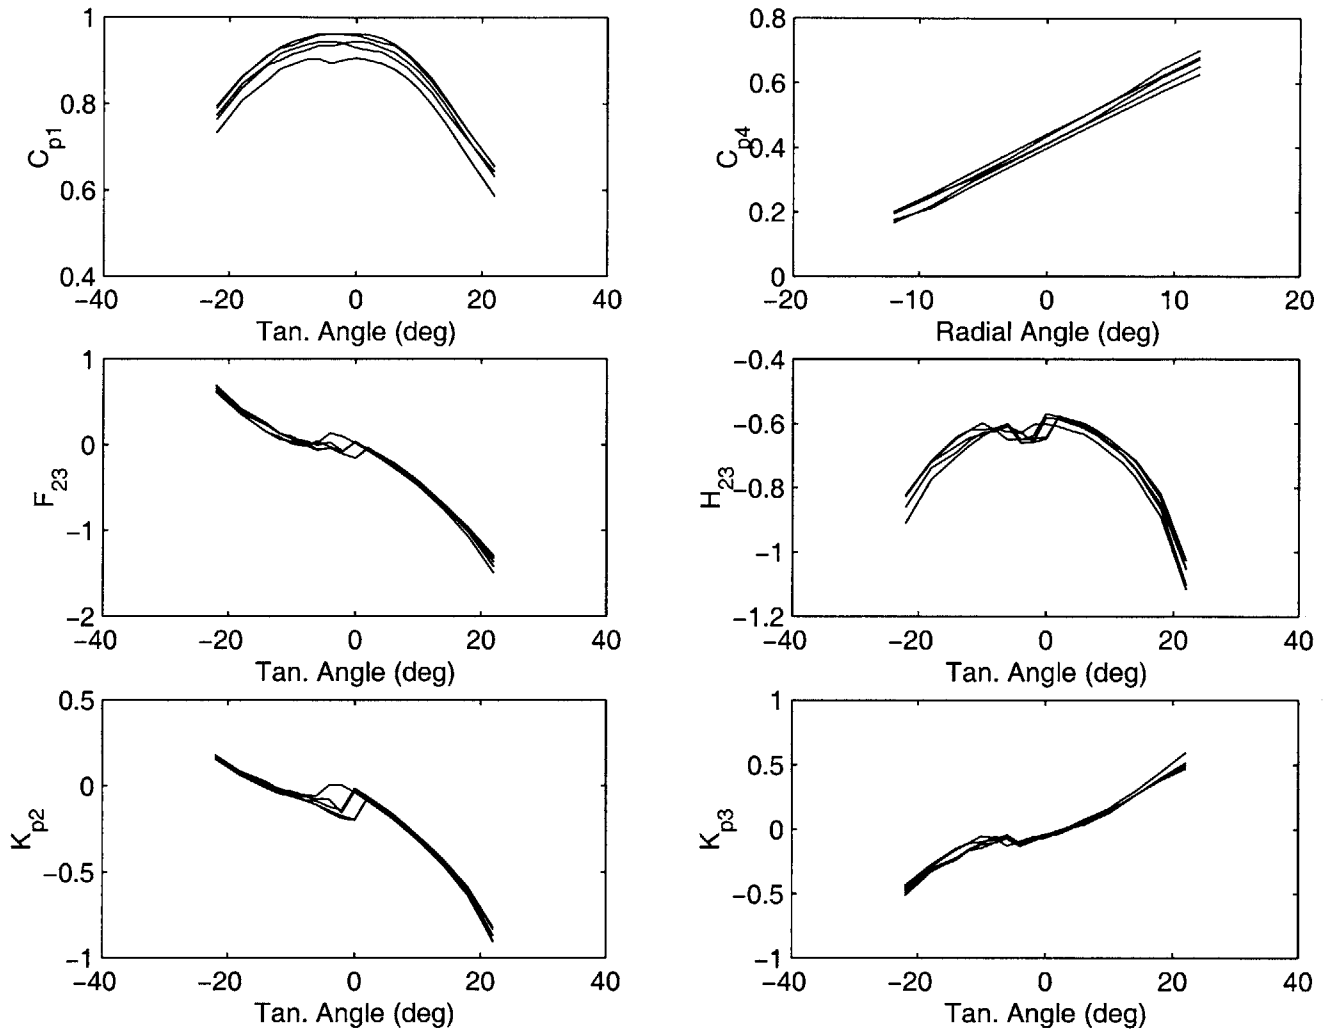 1
0.8
0.6
0.4
C_p1
−40 −20 0 20 40
Tan. Angle (deg)
0.8
0.6
0.4
0.2
0
C_p4
−20 −10 0 10 20
Radial Angle (deg)
1
0
−1
−2
F_23
−40 −20 0 20 40
Tan. Angle (deg)
−0.4
−0.6
−0.8
−1
−1.2
H_23
−40 −20 0 20 40
Tan. Angle (deg)
0.5
0
−0.5
−1
K_p2
−40 −20 0 20 40
Tan. Angle (deg)
1
0.5
0
−0.5
−1
K_p3
−40 −20 0 20 40
Tan. Angle (deg)